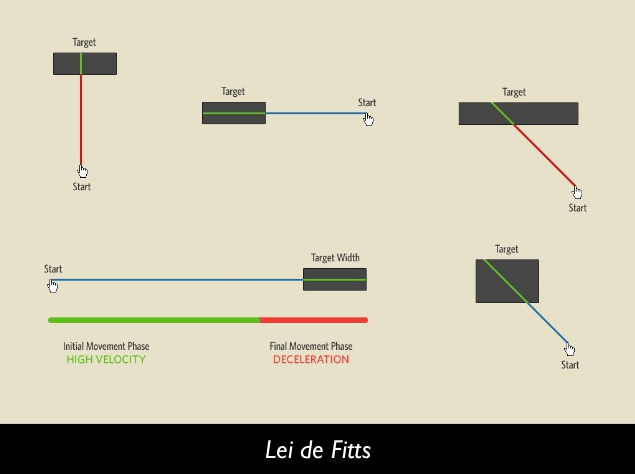 Target
Start
Target
Start
Target
Start
Start
Target Width
Initial Movement Phase
HIGH VELOCITY
Final Movement Phase
DECELERATION
Target
Start
Lei de Fitts